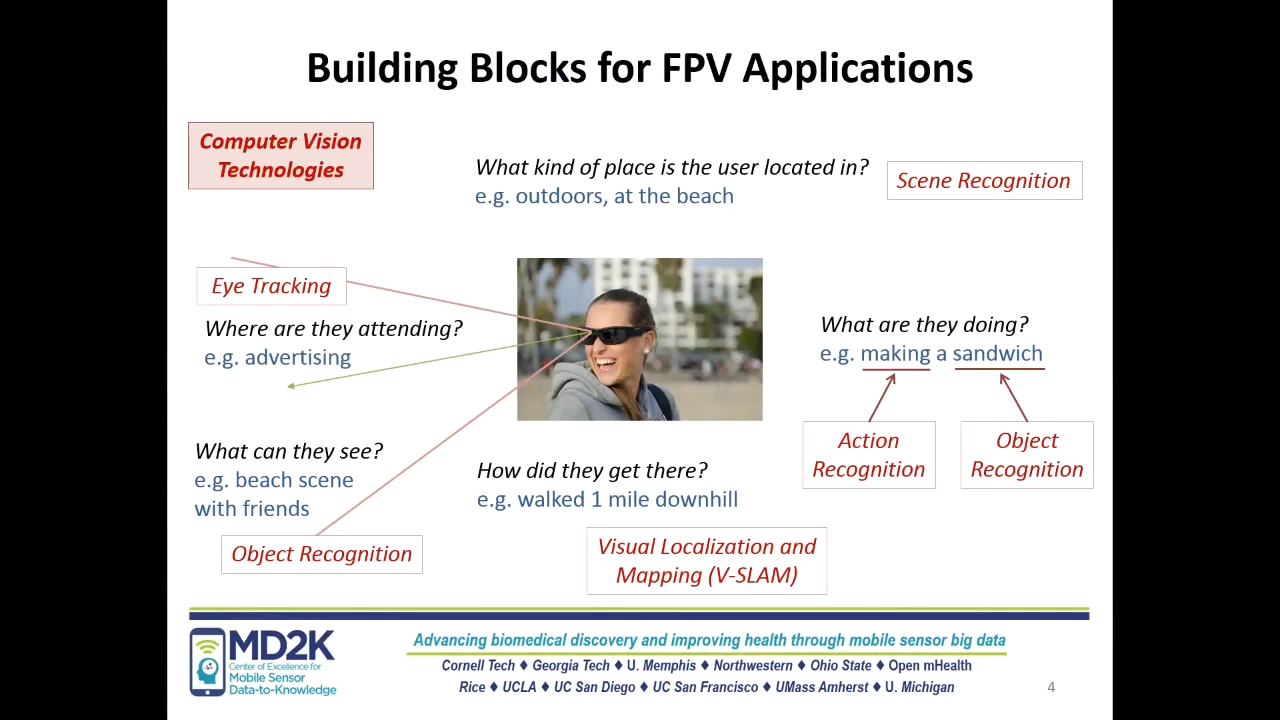 Building Blocks for FPV Applications
Computer Vision
Technologies
What kind of place is the user located in?
e.g. outdoors, at the beach
Scene Recognition
Eye Tracking
Where are they attending?
e.g. advertising
What are they doing?
e.g. making a sandwich
Action
Recognition
Object
Recognition
What can they see?
e.g. beach scene
with friends
Object Recognition
How did they get there?
e.g. walked 1 mile downhill
Visual Localization and
Mapping (V-SLAM)
MD2K
Center of Excellence for
Mobile Sensor
Data-to-Knowledge
Advancing biomedical discovery and improving health through mobile sensor big data
Cornell Tech ♦ Georgia Tech ♦ U. Memphis ♦ Northwestern ♦ Ohio State ♦ Open mHealth
Rice ♦ UCLA ♦ UC San Diego ♦ UC San Francisco ♦ UMass Amherst ♦ U. Michigan
4